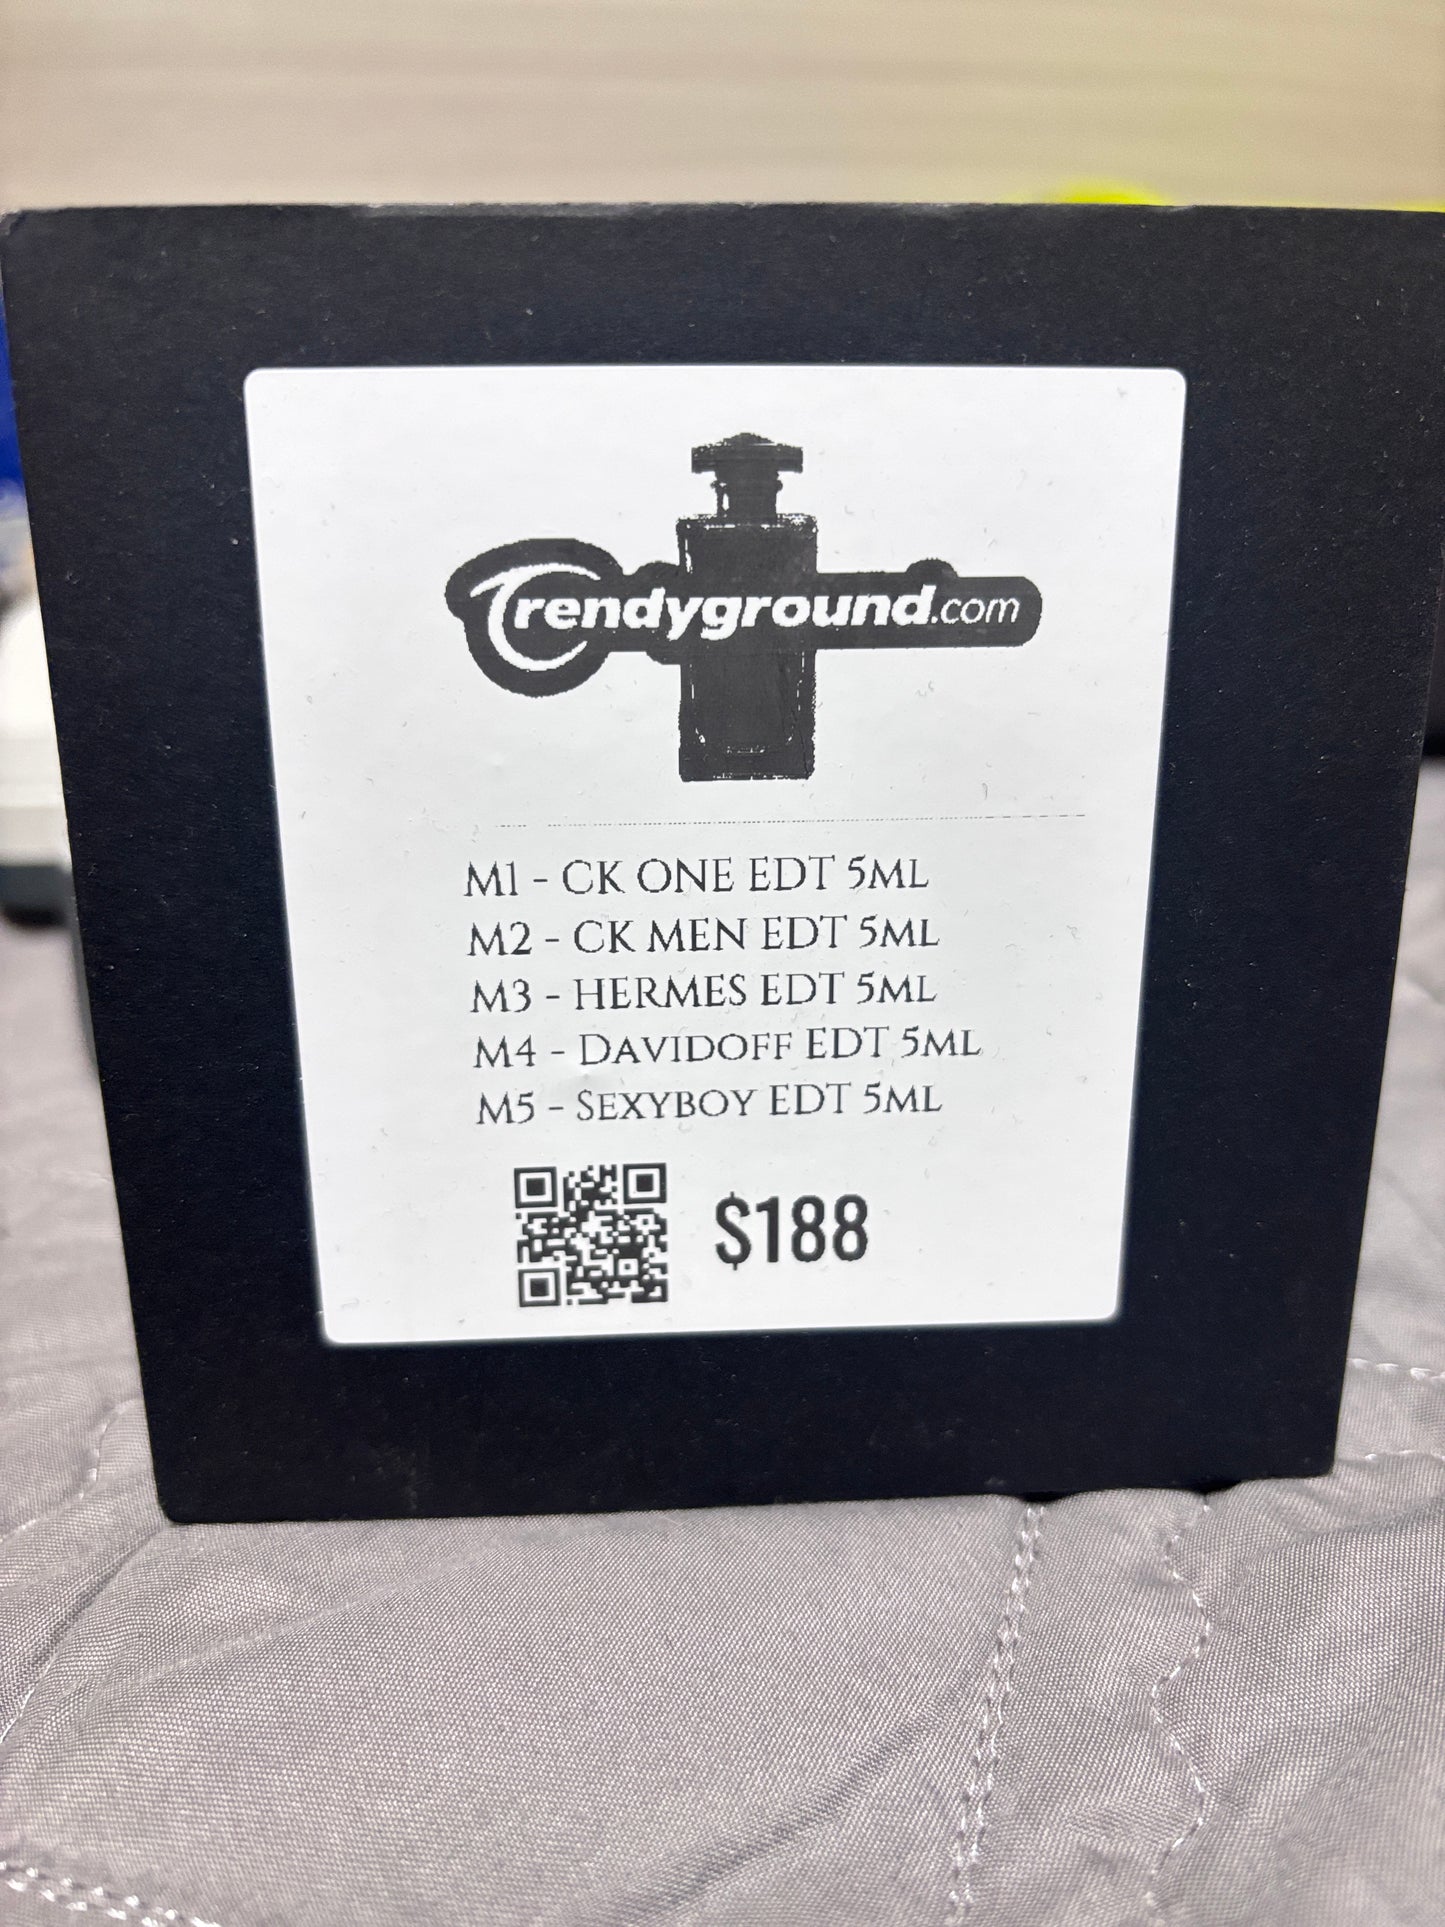 Trendyground.com
M1 - CK ONE EDT 5ML
M2 - CK MEN EDT 5ML
M3 - HERMES EDT 5ML
M4 - DAVIDOFF EDT 5ML
M5 - SEXYBOY EDT 5ML
$188